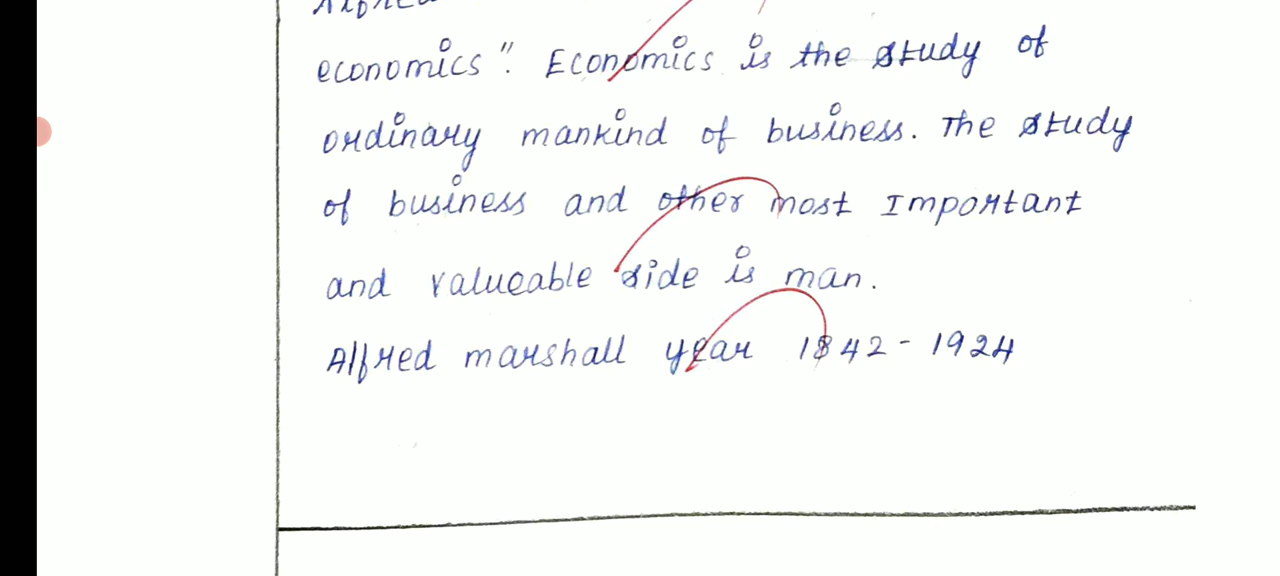 economics". Economics is the study of
ordinary mankind of business. The study
of business and other most Important
and valueable side is man.
Alfred marshall year 1842 - 1924